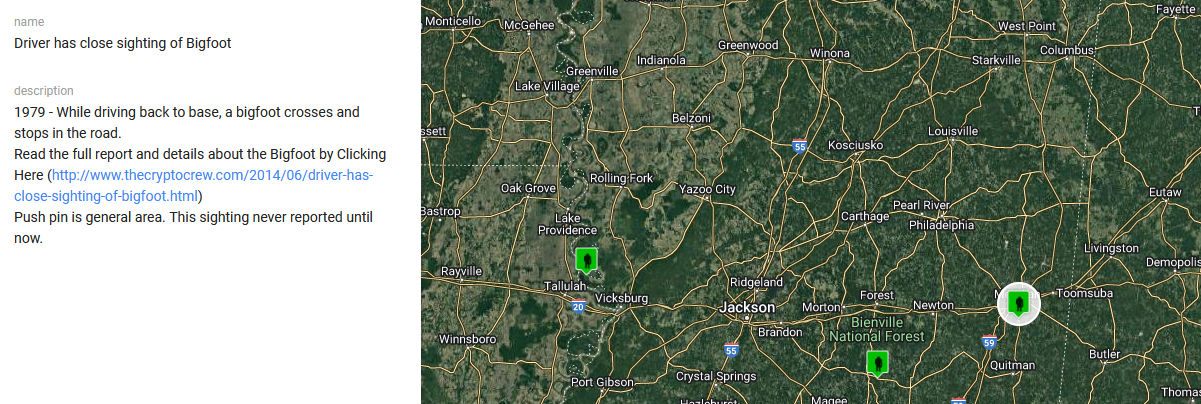 name
Driver has close sighting of Bigfoot
description
1979 - While driving back to base, a bigfoot crosses and
stops in the road.
Read the full report and details about the Bigfoot by Clicking
Here (http://www.thecryptocrew.com/2014/06/driver-has-
close-sighting-of-bigfoot.html)
Push pin is general area. This sighting never reported until
now.
Fayette
Monticello
McGehee
West Point
Columbus
Greenwood
Winona
Starkville
Indianola
Greenville
Lake Village
Belzoni
ssett
Louisville
55
Kosciusko
Rolling Fork
Oak Grove
Yazoo City
Eutaw
Bastrop
Pearl River
Carthage
Philadelphia
Lake
Providence
Livingston
Demopolis
Rayville
Tallulah
Ridgeland
Vicksburg
20
Forest
Toomsuba
Jackson
Morton
Newton
Bienville
National Forest
Brandon
Winnsboro
59
55
Butler
Quitman
Crystal Springs
Port Gibson
Thomas
Magee
Hazlehurst